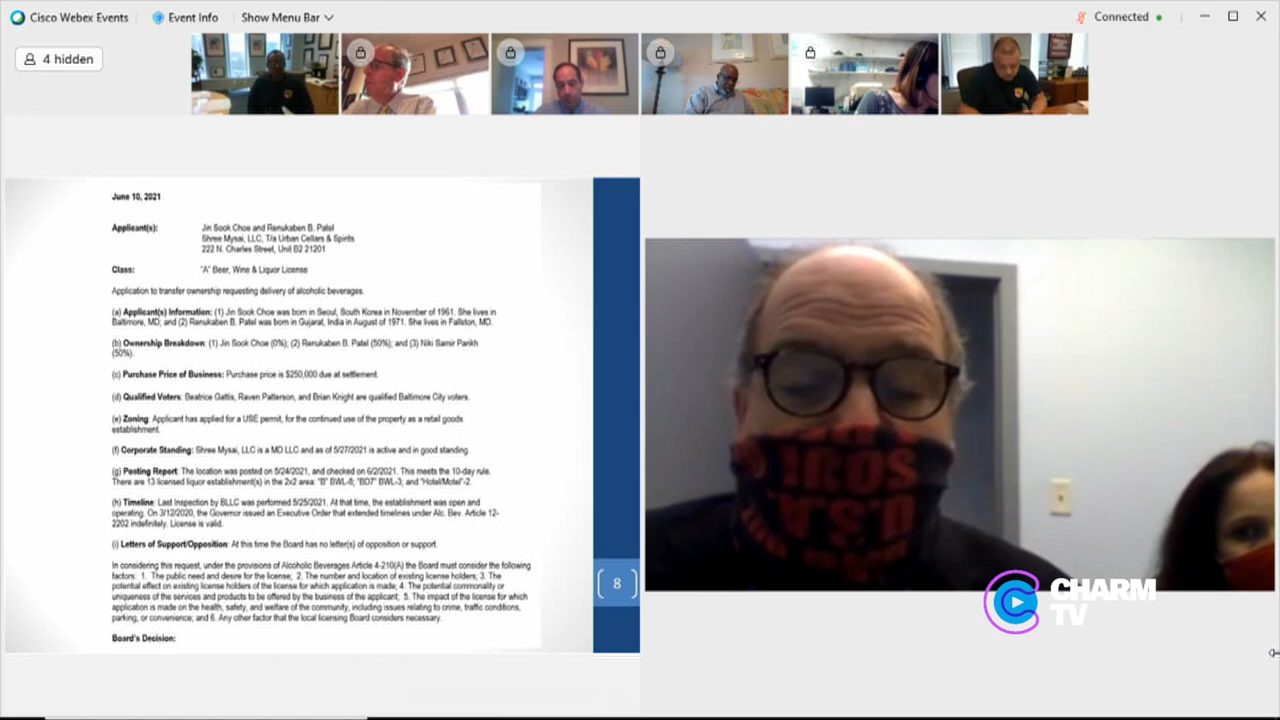 Cisco Webex Events
Event Info
Show Menu Bar
Connected
4 hidden
June 10, 2021
Applicant(s): Jin Sook Choe and Renukaben B. Patel
Shree Mysai, LLC, T/a Urban Cellars & Spirits
222 N. Charles Street, Unit B2 21201
Class: "A" Beer, Wine & Liquor License
Application to transfer ownership requesting delivery of alcoholic beverages.
(a) Applicant(s) Information: (1) Jin Sook Choe was born in Seoul, South Korea in November of 1961. She lives in
Baltimore, MD; and (2) Renukaben B. Patel was born in Gujarat, India in August of 1971. She lives in Fallston, MD.
(b) Ownership Breakdown: (1) Jin Sook Choe (0%); (2) Renukaben B. Patel (50%); and (3) Niki Samir Parikh
(50%).
(c) Purchase Price of Business: Purchase price is $250,000 due at settlement.
(d) Qualified Voters: Beatrice Gattis, Raven Patterson, and Brian Knight are qualified Baltimore City voters.
(e) Zoning: Applicant has applied for a USE permit, for the continued use of the property as a retail goods
establishment.
(f) Corporate Standing: Shree Mysai, LLC is a MD LLC and as of 5/27/2021 is active and in good standing.
(g) Posting Report: The location was posted on 5/24/2021, and checked on 6/2/2021. This meets the 10-day rule.
There are 13 licensed liquor establishment(s) in the 2x2 area: "B" BWL-8; "BD7" BWL-3; and "Hotel/Motel"-2.
(h) Timeline: Last Inspection by BLLC was performed 5/25/2021. At that time, the establishment was open and
operating. On 3/12/2020, the Governor issued an Executive Order that extended timelines under Alc. Bev. Article 12-
2202 indefinitely. License is valid.
(i) Letters of Support/Opposition: At this time the Board has no letter(s) of opposition or support.
In considering this request, under the provisions of Alcoholic Beverages Article 4-210(A) the Board must consider the following
factors: 1. The public need and desire for the license; 2. The number and location of existing license holders; 3. The
potential effect on existing license holders of the license for which application is made; 4. The potential commonality or
uniqueness of the services and products to be offered by the business of the applicant; 5. The impact of the license for which
application is made on the health, safety, and welfare of the community, including issues relating to crime, traffic conditions,
parking, or convenience; and 6. Any other factor that the local licensing Board considers necessary.
Board's Decision:
8
CHARM
TV